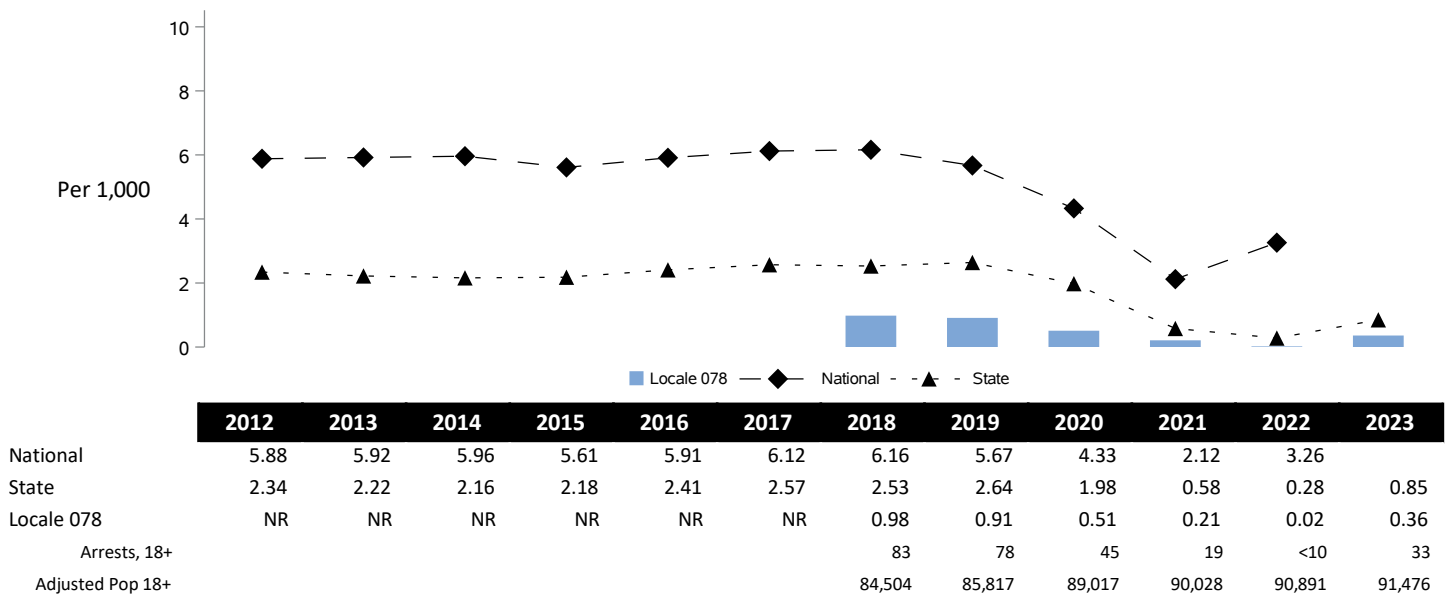 10
8
6
Per 1,000
4
2
0
Locale 078 National State
2012 2013 2014 2015 2016 2017 2018 2019 2020 2021 2022 2023
National 5.88 5.92 5.96 5.61 5.91 6.12 6.16 5.67 4.33 2.12 3.26
State 2.34 2.22 2.16 2.18 2.41 2.57 2.53 2.64 1.98 0.58 0.28 0.85
Locale 078 NR NR NR NR NR NR 0.98 0.91 0.51 0.21 0.02 0.36
Arrests, 18+ 83 78 45 19 <10 33
Adjusted Pop 18+ 84,504 85,817 89,017 90,028 90,891 91,476